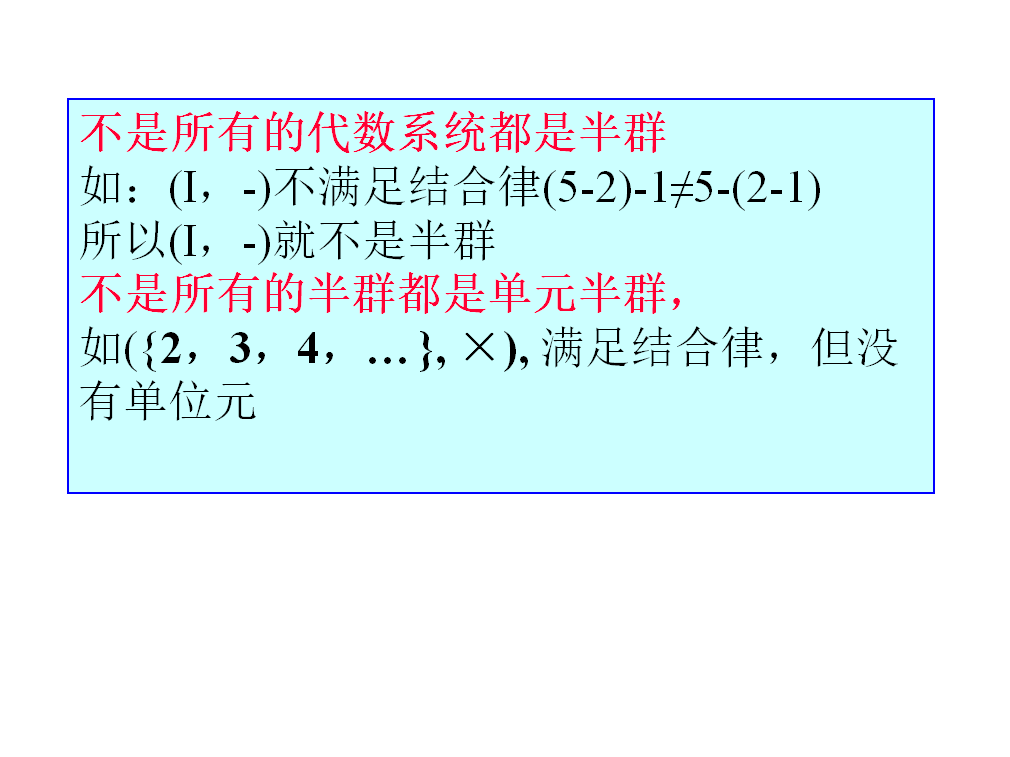 不是所有的代数系统都是半群
如：(I，-)不满足结合律(5-2)-1≠5-(2-1)
所以(I，-)就不是半群
不是所有的半群都是单元半群，
如({2，3，4，… }, ×), 满足结合律，但没
有单位元